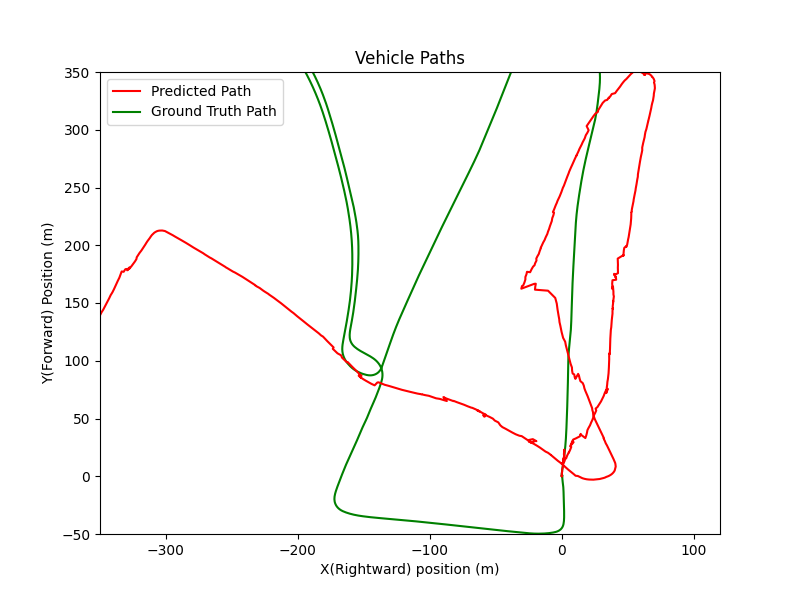 Vehicle Paths
Predicted Path
Ground Truth Path
350
300
250
200
150
100
50
0
−50
−300
−200
−100
0
100
Y(Forward) Position (m)
X(Rightward) position (m)